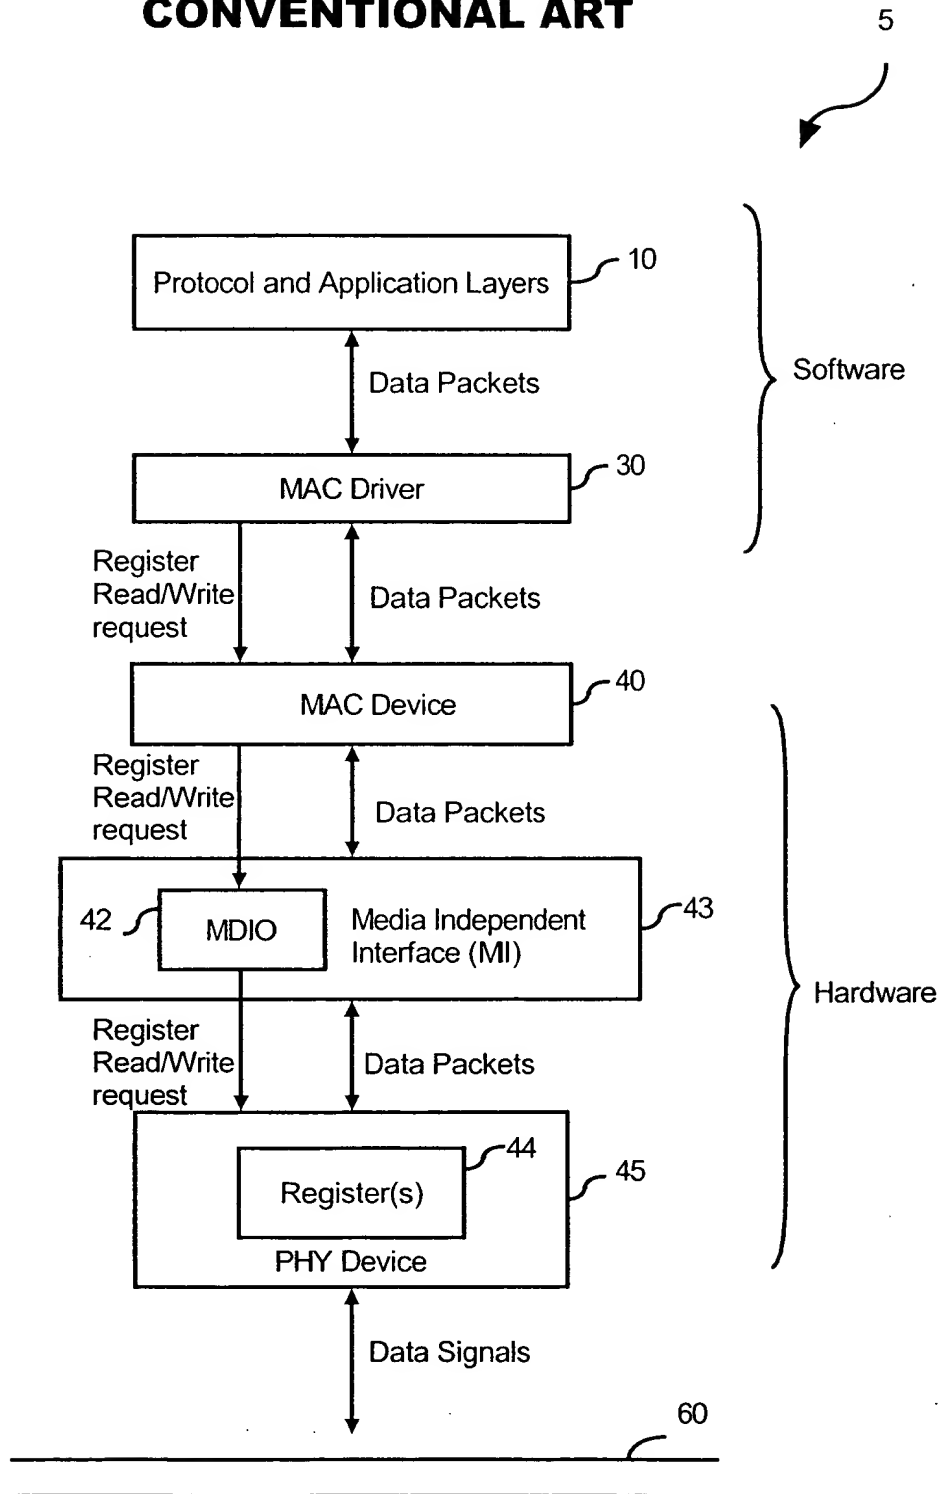 CONVENTIONAL ART
5
Protocol and Application Layers
10
Data Packets
Software
MAC Driver
30
Register
Read/Write
request
Data Packets
MAC Device
40
Register
Read/Write
request
Data Packets
42
MDIO
Media Independent
Interface (MI)
43
Hardware
Register
Read/Write
request
Data Packets
44
Register(s)
45
PHY Device
Data Signals
60